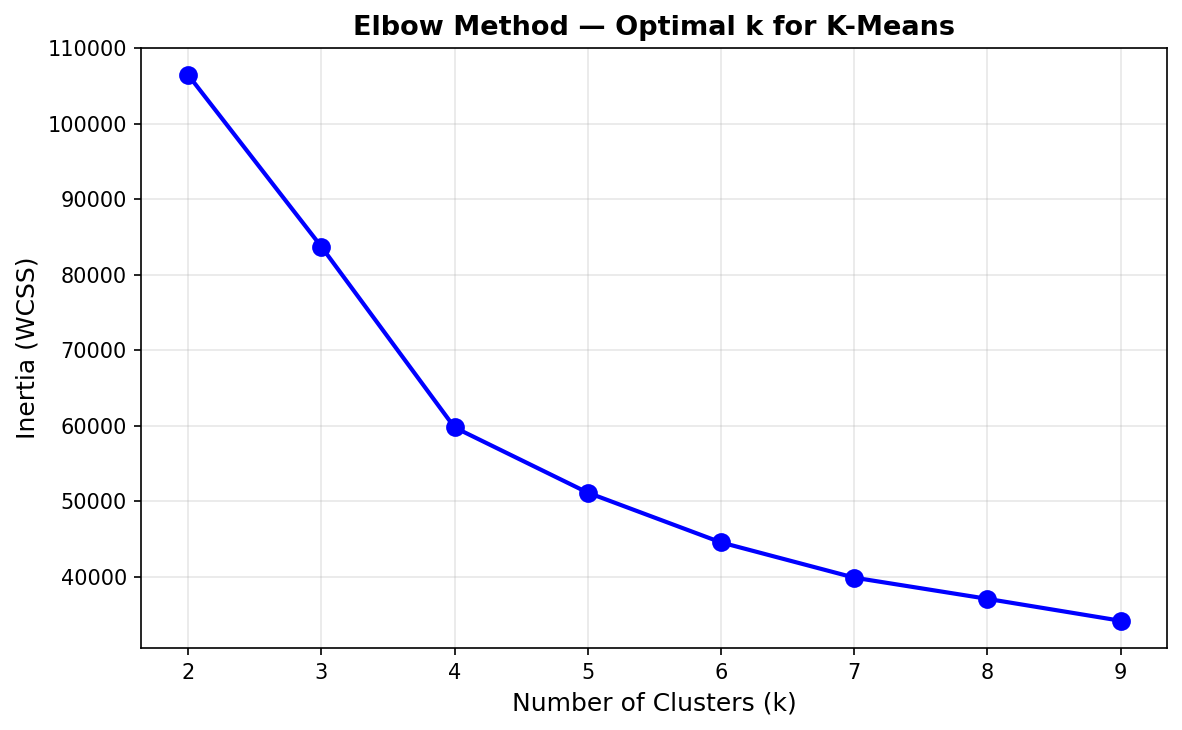 Elbow Method — Optimal k for K-Means
110000
100000
90000
80000
70000
60000
50000
40000
Inertia (WCSS)
2 3 4 5 6 7 8 9
Number of Clusters (k)